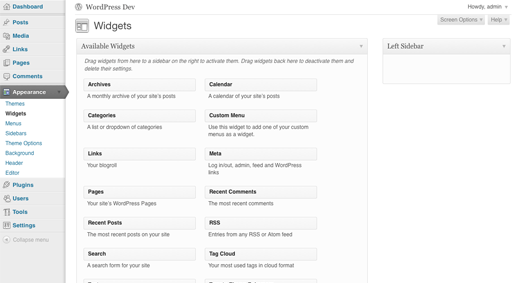 Dashboard
Posts
Media
Links
Pages
Comments
Appearance
Themes
Widgets
Menus
Sidebars
Theme Options
Background
Header
Editor
Plugins
Users
Tools
Settings
Collapse menu
WordPress Dev
Howdy, admin
Screen Options
Help
Widgets
Available Widgets
Drag widgets from here to a sidebar on the right to activate them. Drag widgets back here to deactivate them and
delete their settings.
Archives
A monthly archive of your site's posts
Calendar
A calendar of your site's posts
Categories
A list or dropdown of categories
Custom Menu
Use this widget to add one of your custom
menus as a widget.
Links
Your blogroll
Meta
Log in/out, admin, feed and WordPress
links
Pages
Your site's WordPress Pages
Recent Comments
The most recent comments
Recent Posts
The most recent posts on your site
RSS
Entries from any RSS or Atom feed
Search
A search form for your site
Tag Cloud
Your most used tags in cloud format
Left Sidebar